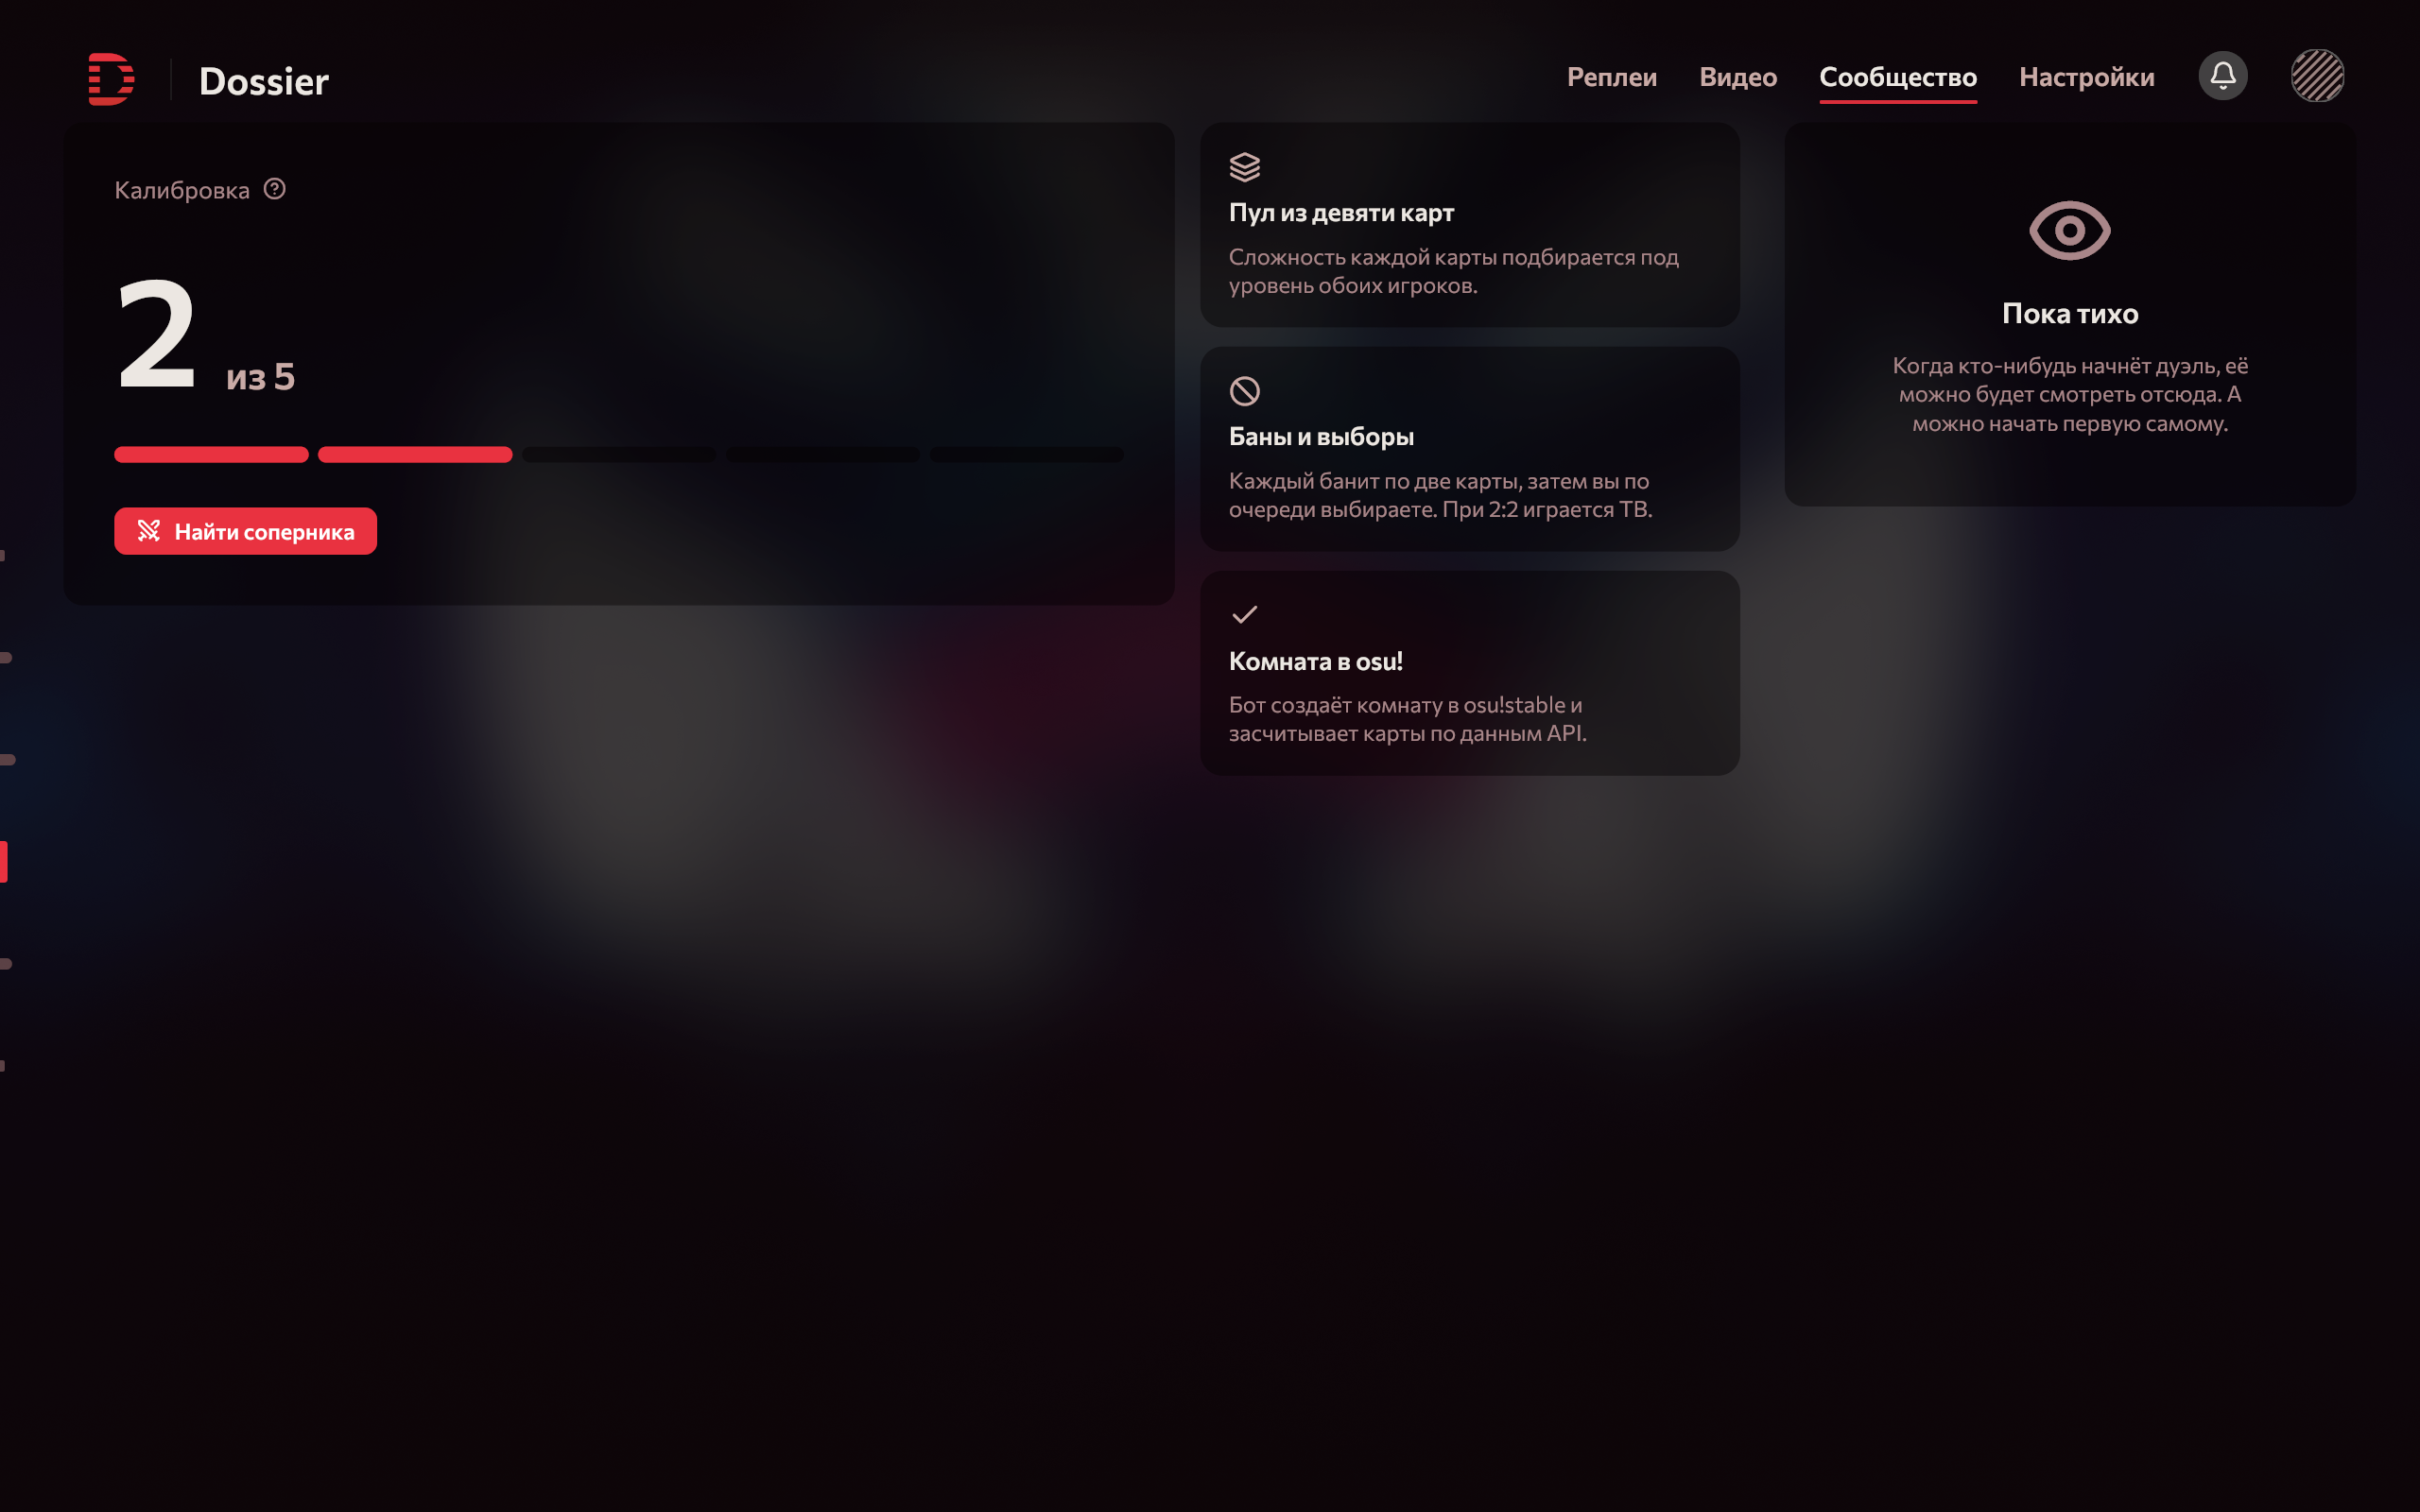 Dossier
Реплеи
Видео
Сообщество
Настройки
Калибровка
2 из 5
Найти соперника
Пул из девяти карт
Сложность каждой карты подбирается под
уровень обоих игроков.
Баны и выборы
Каждый банит по две карты, затем вы по
очереди выбираете. При 2:2 играется ТВ.
Комната в osu!
Бот создаёт комнату в osu!stable и
засчитывает карты по данным API.
Пока тихо
Когда кто-нибудь начнёт дуэль, её
можно будет смотреть отсюда. А
можно начать первую самому.